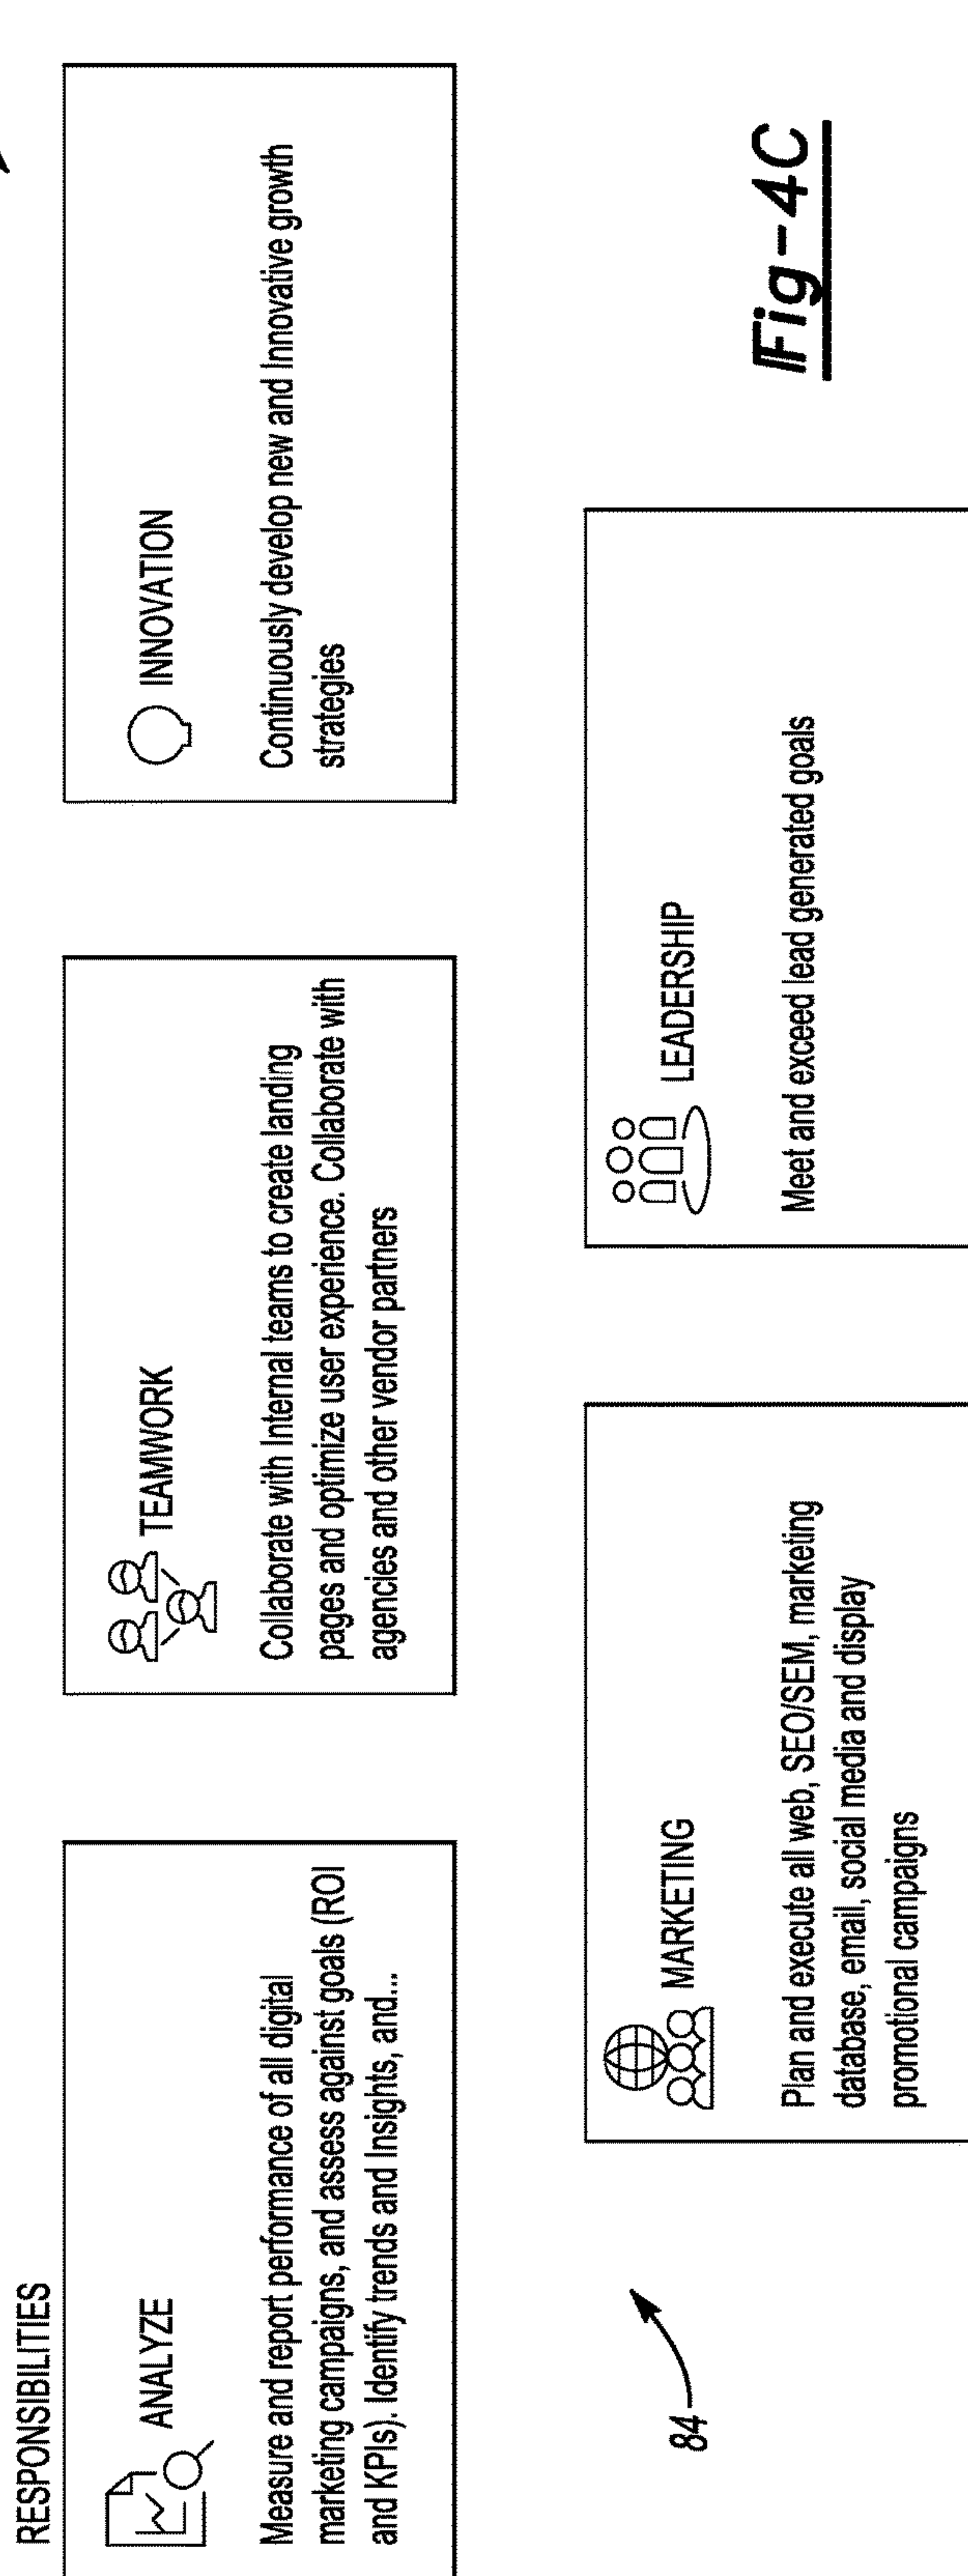 RESPONSIBILITIES
ANALYZE
Measure and report performance of all digital
marketing campaigns, and assess against goals (ROI
and KPIs). Identify trends and Insights, and...
TEAMWORK
Collaborate with Internal teams to create landing
pages and optimize user experience. Collaborate with
agencies and other vendor partners
INNOVATION
Continuously develop new and Innovative growth
strategies
84
MARKETING
Plan and execute all web, SEO/SEM, marketing
database, email, social media and display
promotional campaigns
LEADERSHIP
Meet and exceed lead generated goals
Fig-4C